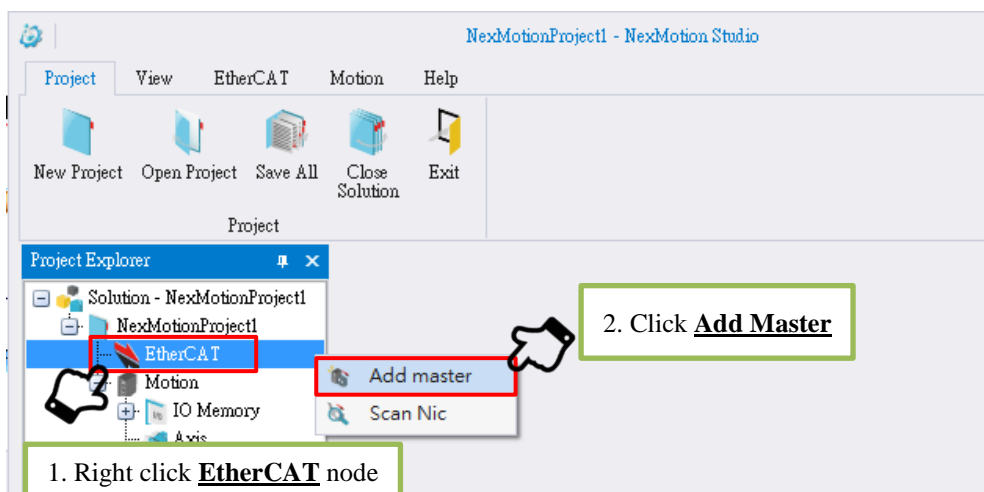 NexMotionProject1 - NexMotion Studio
Project View EtherCAT Motion Help
New Project Open Project Save All Close Solution Exit
Project
Project Explorer
Solution - NexMotionProject1
NexMotionProject1
EtherCAT
Motion
IO Memory
Axis
Add master
Scan Nic
2. Click Add Master
1. Right click EtherCAT node